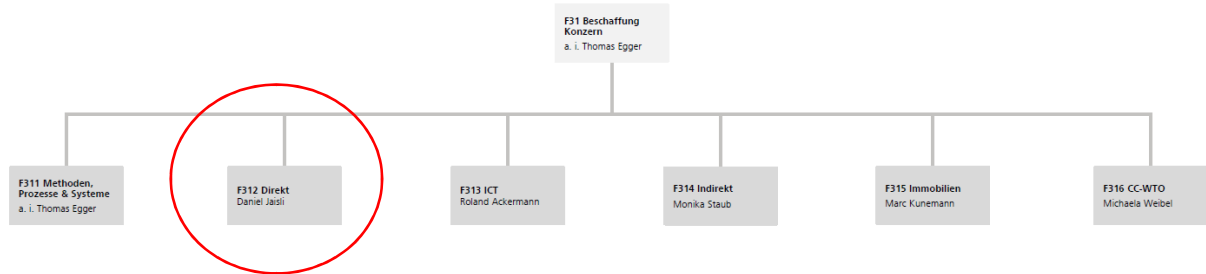 F31 Beschaffung
Konzern
a. i. Thomas Egger
F311 Methoden,
Prozesse & Systeme
a. i. Thomas Egger
F312 Direkt
Daniel Jaisli
F313 ICT
Roland Ackermann
F314 Indirekt
Monika Staub
F315 Immobilien
Marc Kunemann
F316 CC-WTO
Michaela Weibel